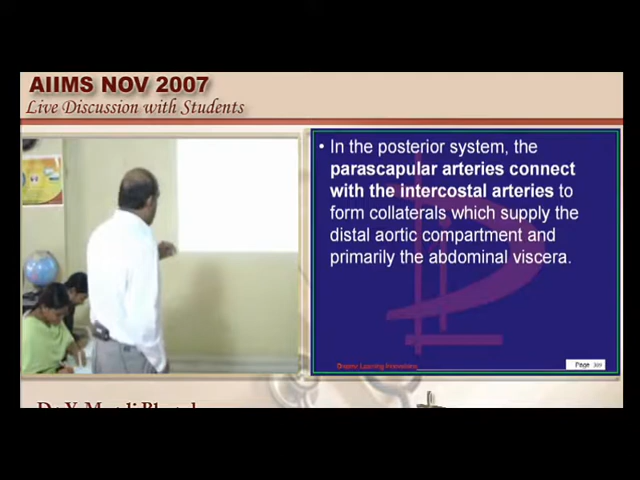 AIIMS NOV 2007
Live Discussion with Students
• In the posterior system, the
parascapular arteries connect
with the intercostal arteries to
form collaterals which supply the
distal aortic compartment and
primarily the abdominal viscera.
Page